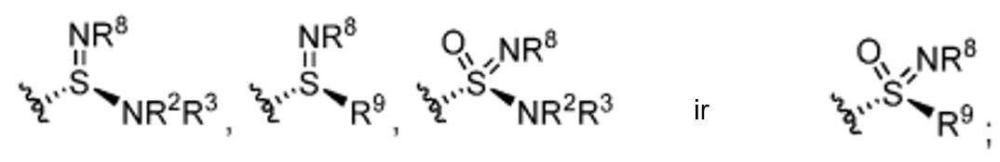 NR⁸ NR⁸ O NR⁸ O NR⁸
S S S ir S
NR²R³ , R⁹ , NR²R³ R⁹ ;